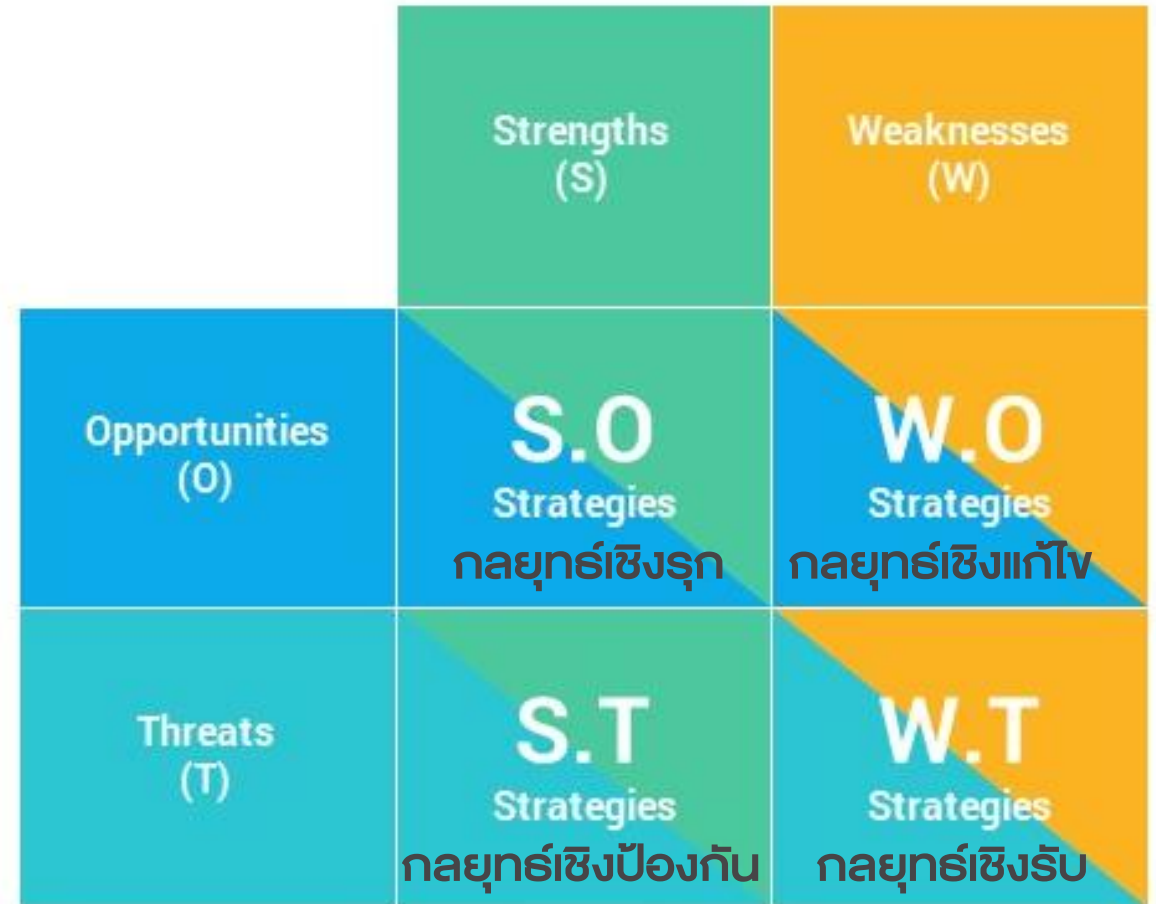 Strengths
(S)
Weaknesses
(W)
Opportunities
(O)
S.O
Strategies
กลยุทธ์เชิงรุก
W.O
Strategies
กลยุทธ์เชิงแก้ไข
Threats
(T)
S.T
Strategies
กลยุทธ์เชิงป้องกัน
W.T
Strategies
กลยุทธ์เชิงรับ